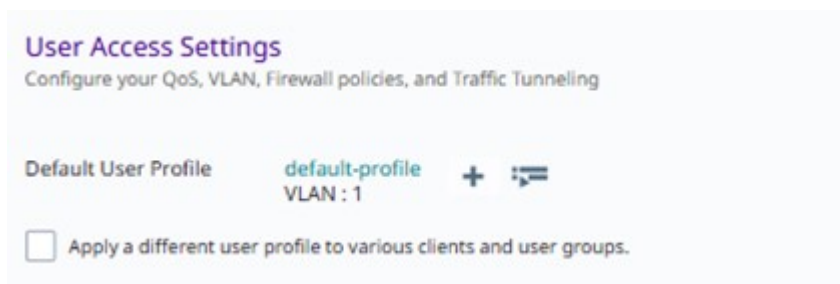 User Access Settings
Configure your QoS, VLAN, Firewall policies, and Traffic Tunneling
Default User Profile default-profile
VLAN : 1
Apply a different user profile to various clients and user groups.